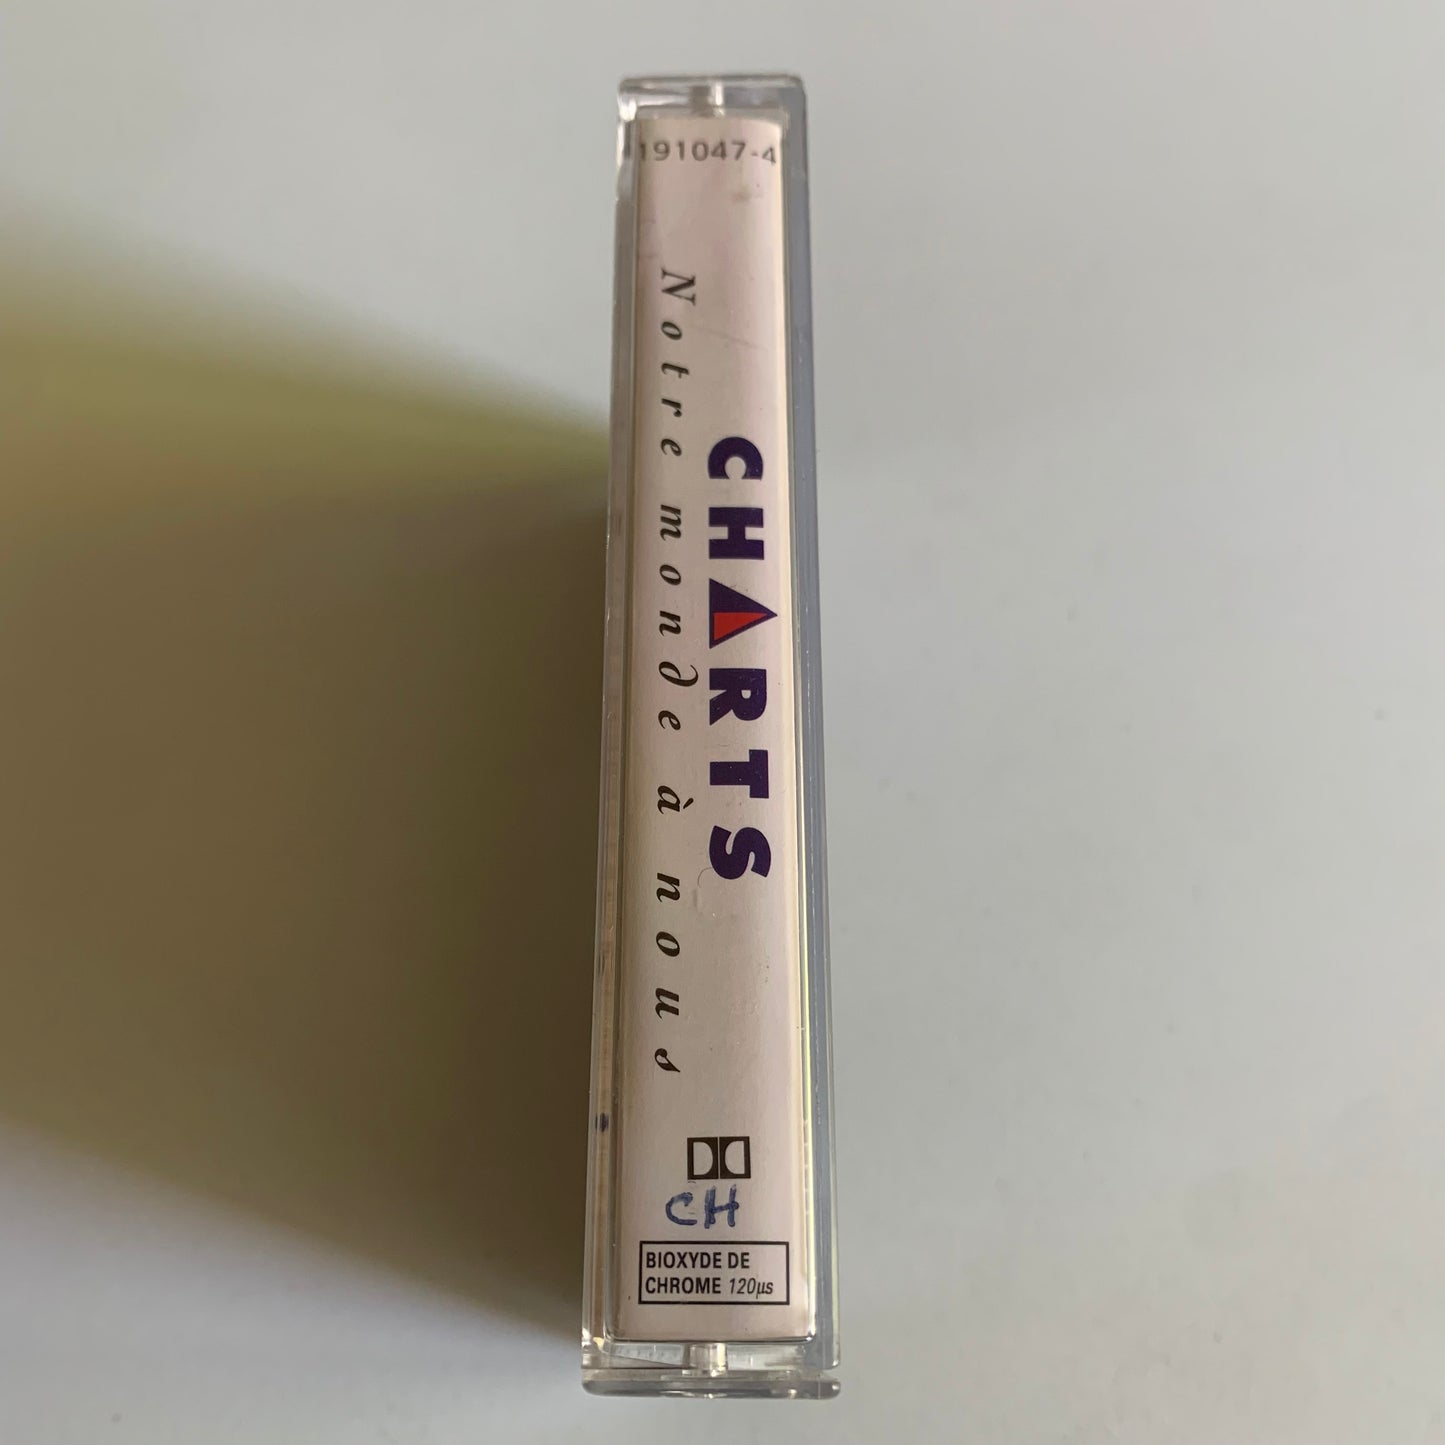 191047-4
CHARTS
Notre monde à nous
CH
BIOXYDE DE
CHROME 120µs